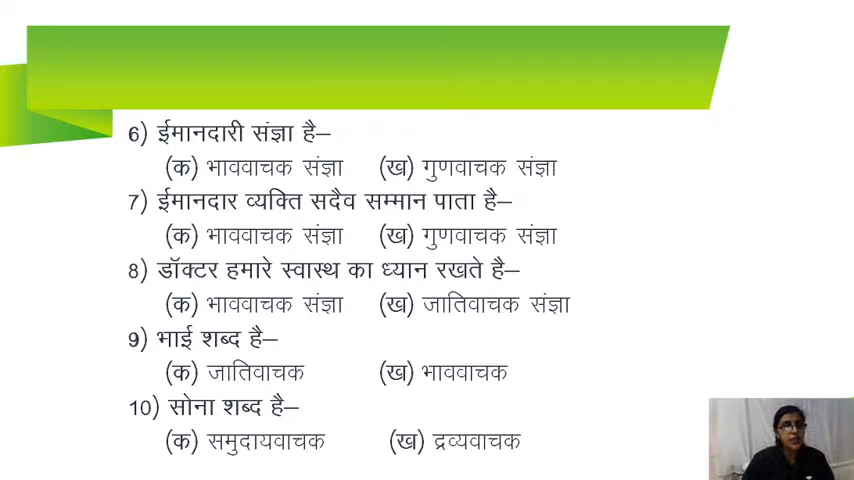 6) ईमानदारी संज्ञा है–
(क) भाववाचक संज्ञा (ख) गुणवाचक संज्ञा
7) ईमानदार व्यक्ति सदैव सम्मान पाता है–
(क) भाववाचक संज्ञा (ख) गुणवाचक संज्ञा
8) डॉक्टर हमारे स्वास्थ का ध्यान रखते है–
(क) भाववाचक संज्ञा (ख) जातिवाचक संज्ञा
9) भाई शब्द है–
(क) जातिवाचक (ख) भाववाचक
10) सोना शब्द है–
(क) समुदायवाचक (ख) द्रव्यवाचक